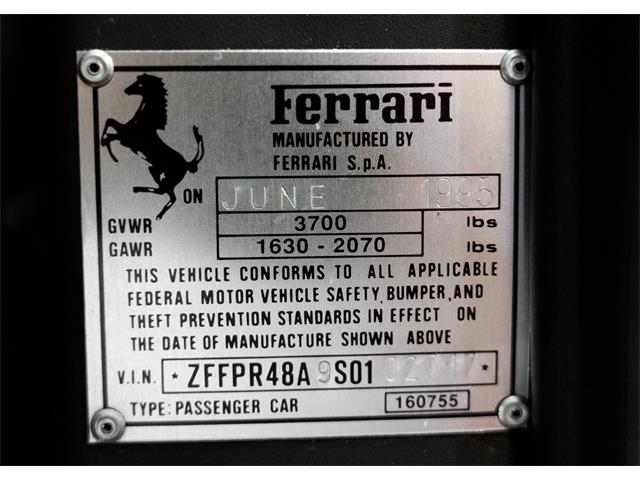 Ferrari
MANUFACTURED BY
FERRARI S.p.A.
ON JUNE 1995
GVWR 3700 lbs
GAWR 1630 - 2070 lbs
THIS VEHICLE CONFORMS TO ALL APPLICABLE
FEDERAL MOTOR VEHICLE SAFETY, BUMPER, AND
THEFT PREVENTION STANDARDS IN EFFECT ON
THE DATE OF MANUFACTURE SHOWN ABOVE
V.I.N. * ZFFPR48A9S01
TYPE: PASSENGER CAR 160755